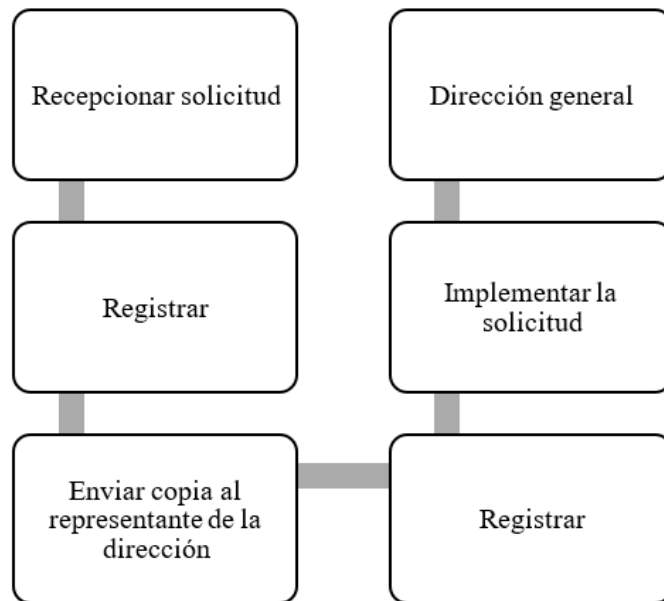 Recepcionar solicitud
Registrar
Enviar copia al
representante de la
dirección
Registrar
Implementar la
solicitud
Dirección general